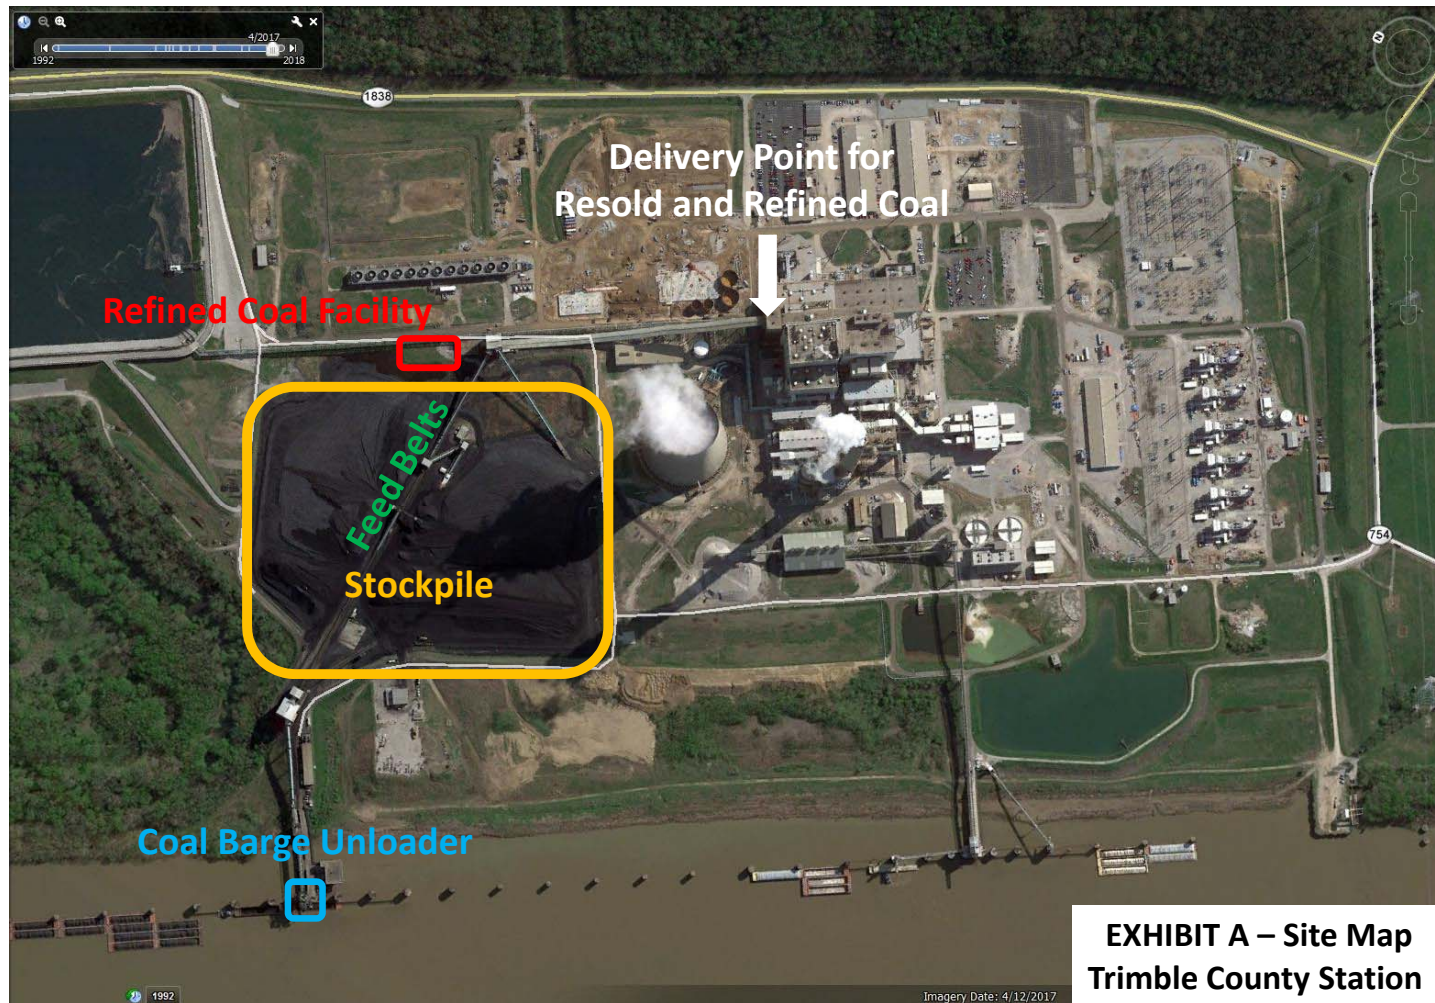 4/2017
1992
2018
1838
Delivery Point for
Resold and Refined Coal
Refined Coal Facility
Feed Belts
Stockpile
754
Coal Barge Unloader
EXHIBIT A – Site Map
Trimble County Station
1992
Imagery Date: 4/12/2017
N